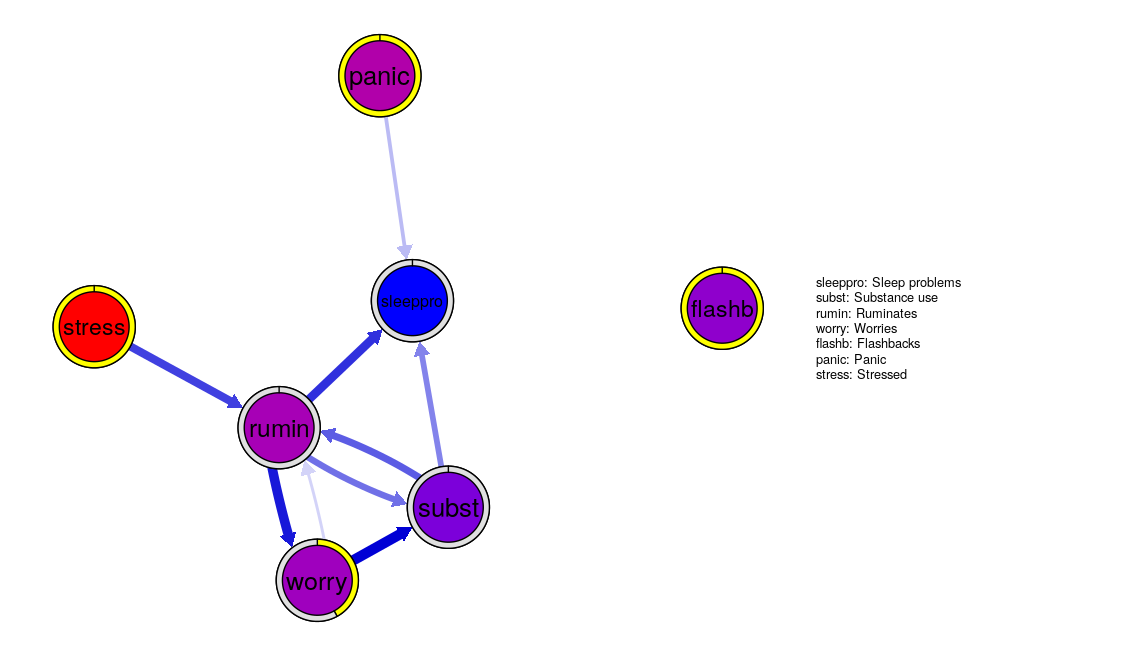 panic
sleeppro
flashb
stress
rumin
subst
worry
sleeppro: Sleep problems
subst: Substance use
rumin: Ruminates
worry: Worries
flashb: Flashbacks
panic: Panic
stress: Stressed